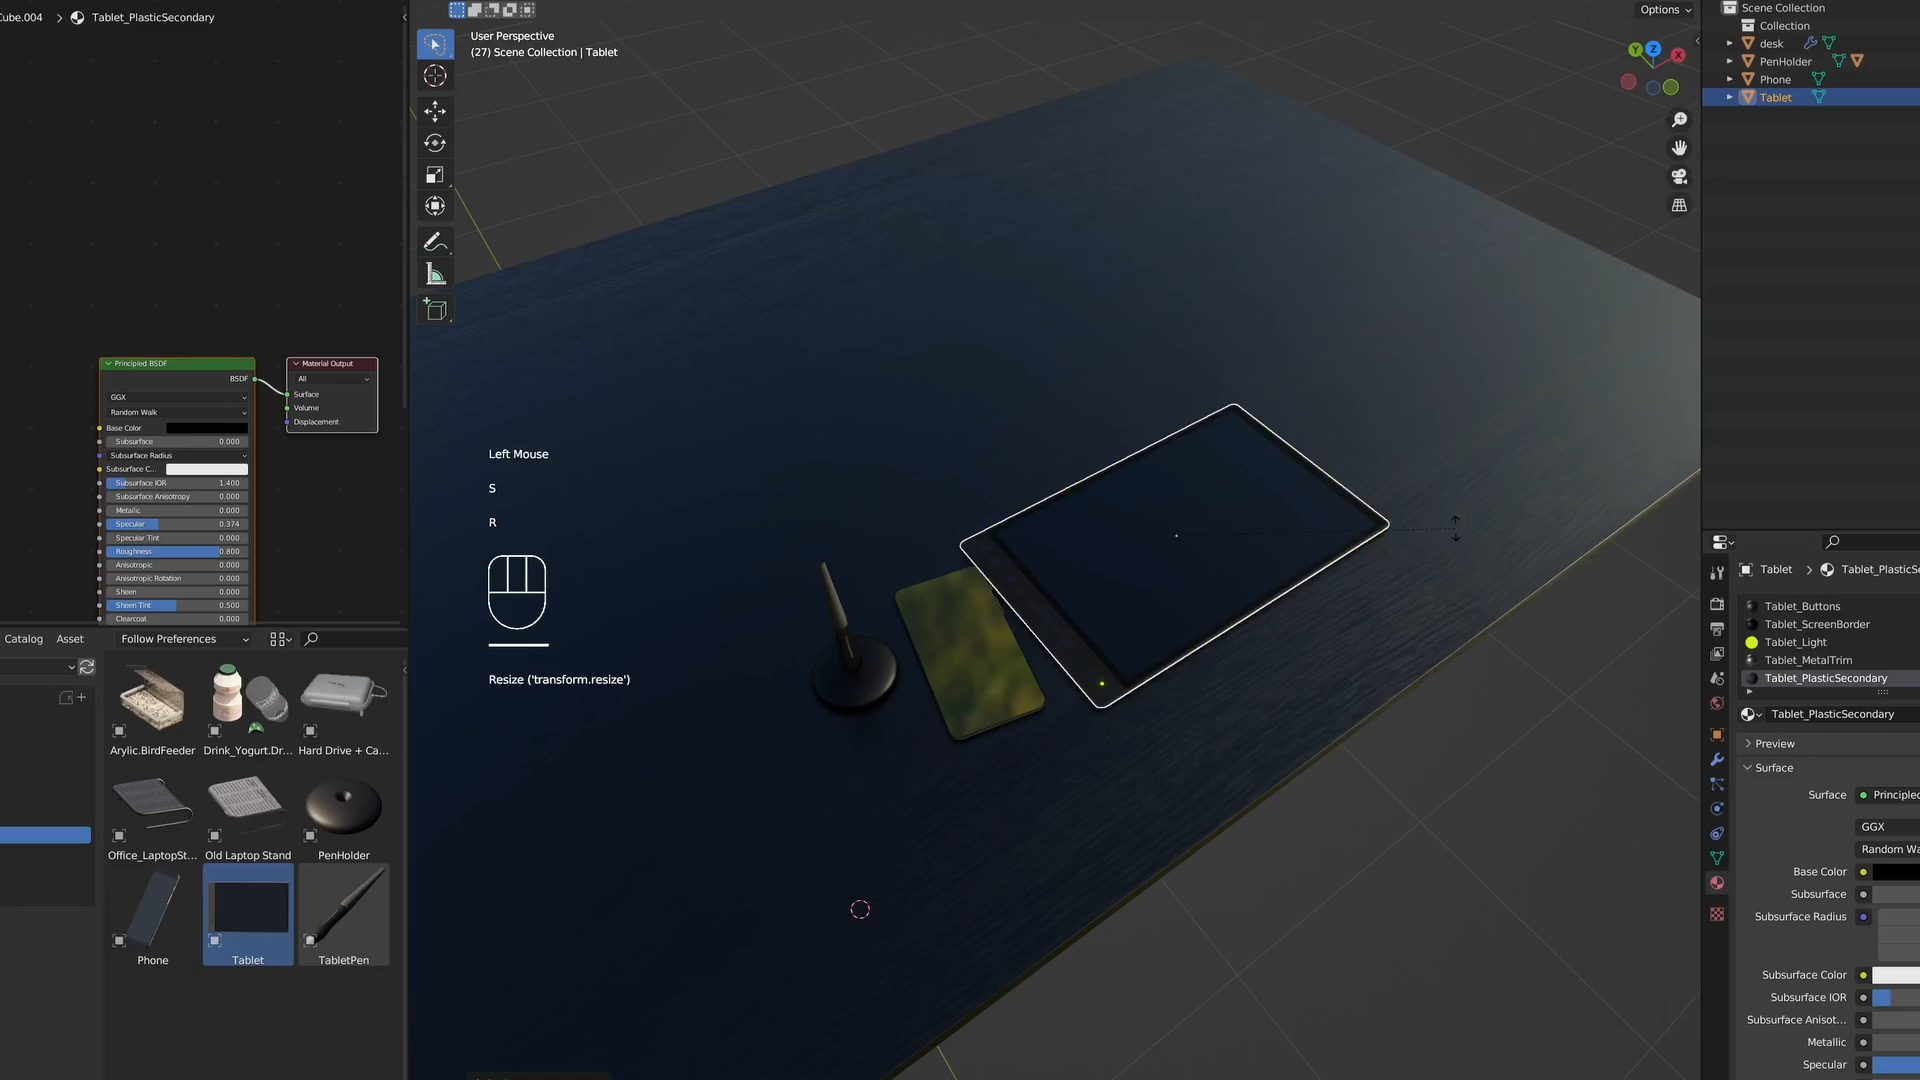 Cube.004 > Tablet_PlasticSecondary
Principled BSDF
BSDF
GGX
Random Walk
Base Color
Subsurface 0.000
Subsurface Radius
Subsurface C...
Subsurface IOR 1.400
Subsurface Anisotropy 0.000
Metallic 0.000
Specular 0.374
Specular Tint 0.000
Roughness 0.800
Anisotropic 0.000
Anisotropic Rotation 0.000
Sheen 0.000
Sheen Tint 0.500
Clearcoat 0.000
Material Output
All
Surface
Volume
Displacement
Catalog Asset Follow Preferences
Arylic.BirdFeeder
Drink_Yogurt.Dr...
Hard Drive + Ca...
Office_LaptopSt...
Old Laptop Stand
PenHolder
Phone
Tablet
TabletPen
Options
User Perspective
(27) Scene Collection | Tablet
Y Z X
Left Mouse
S
R
Resize ('transform.resize')
Scene Collection
Collection
desk
PenHolder
Phone
Tablet
Tablet > Tablet_PlasticSe
Tablet_Buttons
Tablet_ScreenBorder
Tablet_Light
Tablet_MetalTrim
Tablet_PlasticSecondary
Tablet_PlasticSecondary
Preview
Surface
Surface Principled
GGX
Random Wa
Base Color
Subsurface
Subsurface Radius
Subsurface Color
Subsurface IOR
Subsurface Anisot...
Metallic
Specular